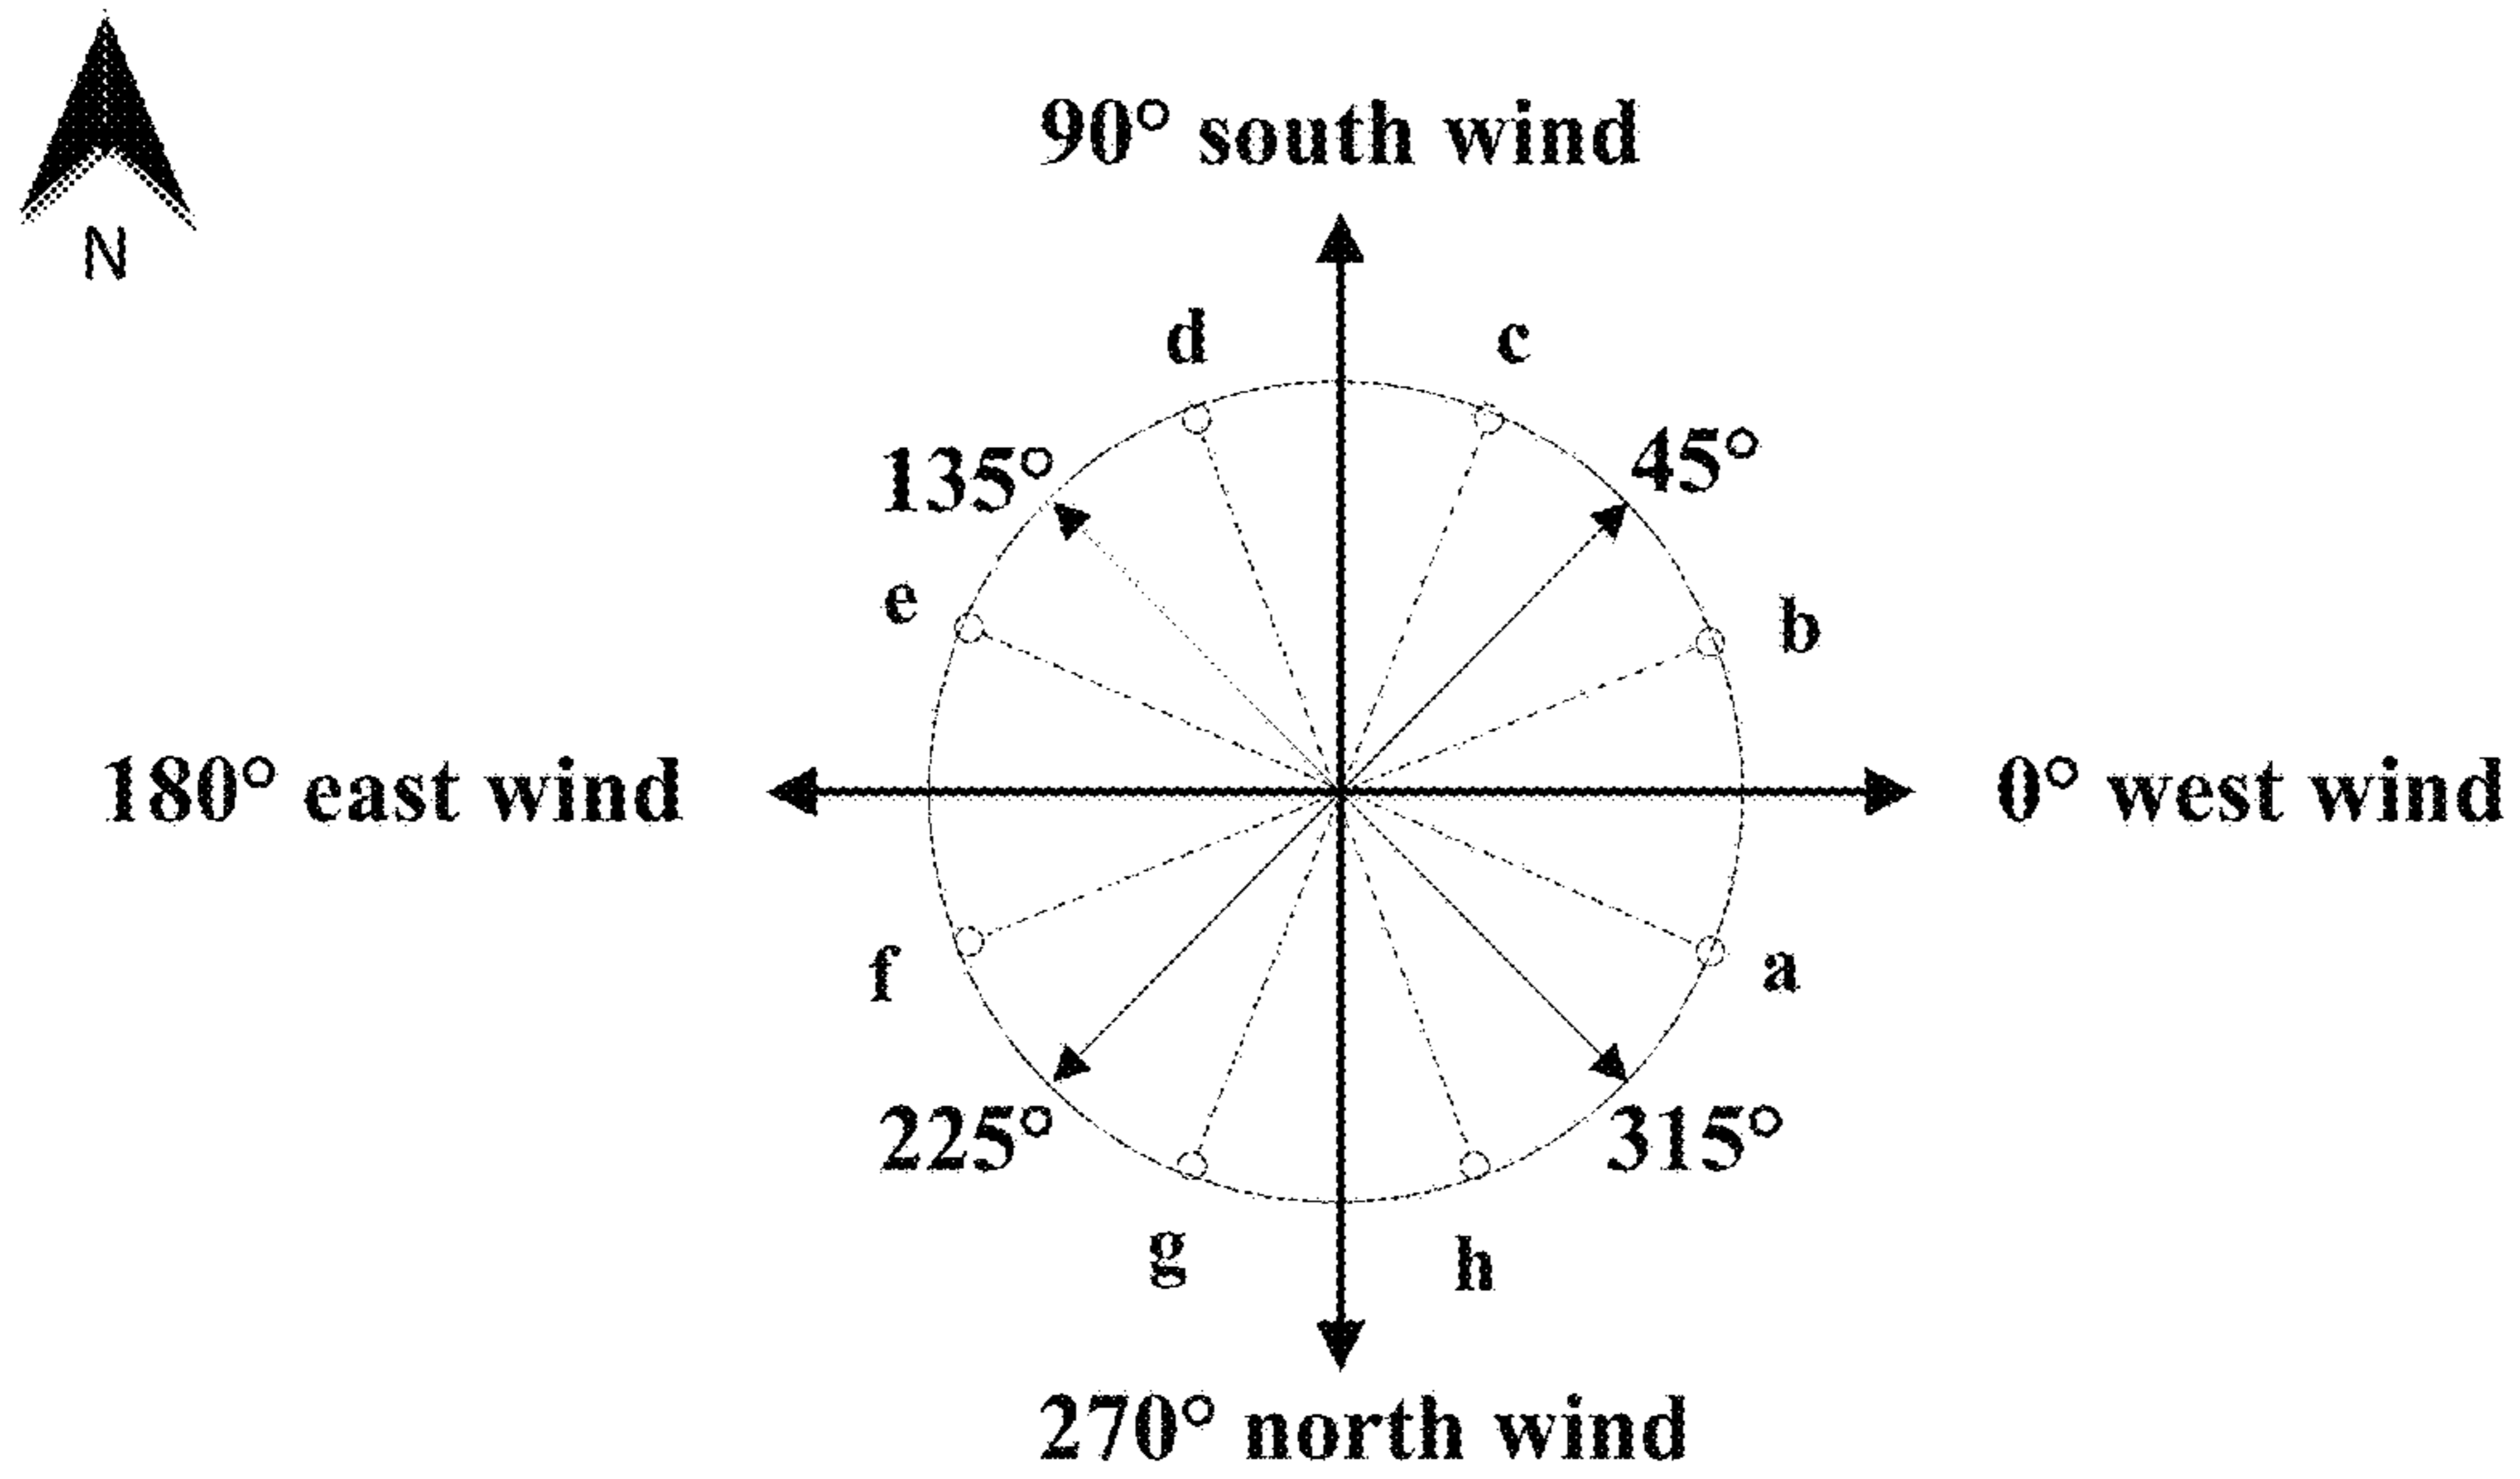 N
90° south wind
d
c
135°
45°
e
b
180° east wind
0° west wind
f
a
225°
315°
g
h
270° north wind